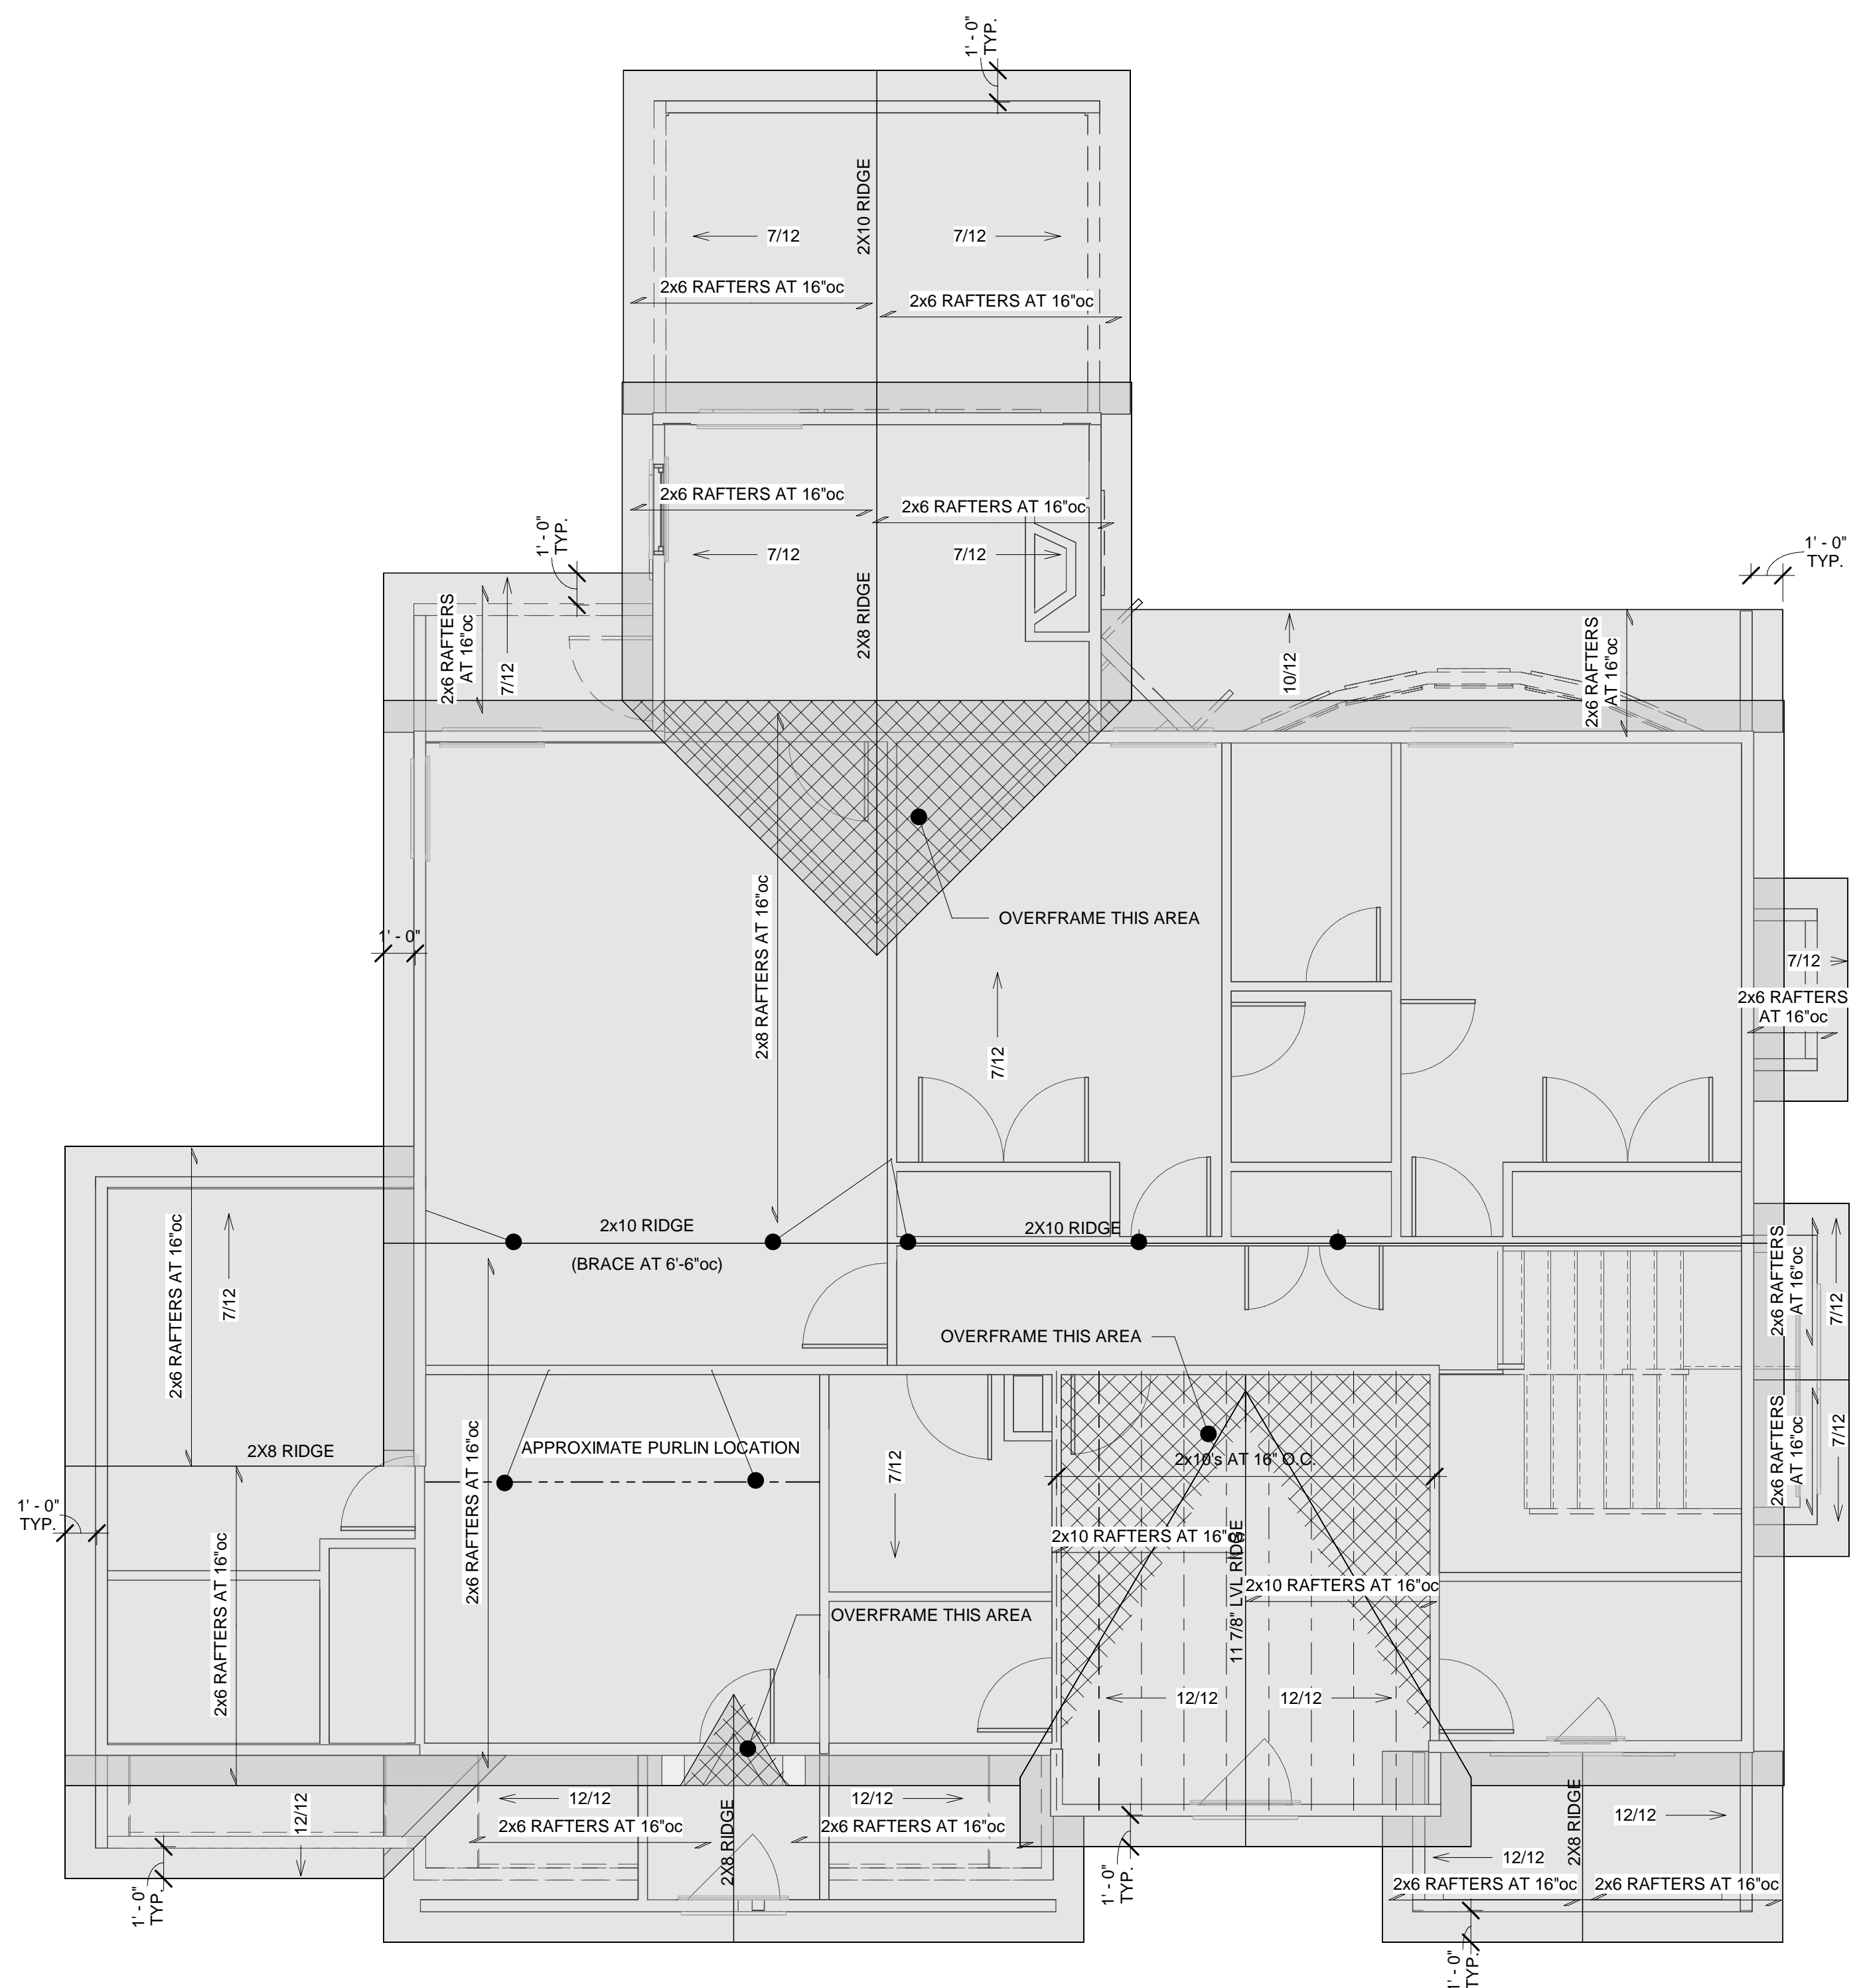 1' - 0"
TYP.
2X10 RIDGE
7/12
7/12
2x6 RAFTERS AT 16"oc
2x6 RAFTERS AT 16"oc
2x6 RAFTERS AT 16"oc
2x6 RAFTERS AT 16"oc
1' - 0"
TYP.
7/12
7/12
1' - 0"
TYP.
2X8 RIDGE
2x6 RAFTERS
AT 16"oc
7/12
10/12
2x6 RAFTERS
AT 16"oc
OVERFRAME THIS AREA
1' - 0"
2x8 RAFTERS AT 16"oc
7/12
7/12
2x6 RAFTERS
AT 16"oc
2x10 RIDGE
(BRACE AT 6'-6"oc)
2X10 RIDGE
2x6 RAFTERS AT 16"oc
7/12
2x6 RAFTERS
AT 16"oc
7/12
OVERFRAME THIS AREA
2X8 RIDGE
APPROXIMATE PURLIN LOCATION
7/12
2x10's AT 16" O.C.
2x6 RAFTERS
AT 16"oc
7/12
1' - 0"
TYP.
2x6 RAFTERS AT 16"oc
2x6 RAFTERS AT 16"oc
2x10 RAFTERS AT 16"oc
11 7/8" LVL RIDGE
2x10 RAFTERS AT 16"oc
OVERFRAME THIS AREA
12/12
12/12
12/12
12/12
12/12
2X8 RIDGE
2x6 RAFTERS AT 16"oc
2x6 RAFTERS AT 16"oc
2X8 RIDGE
12/12
12/12
2x6 RAFTERS AT 16"oc
2x6 RAFTERS AT 16"oc
1' - 0"
TYP.
1' - 0"
TYP.
1' - 0"
TYP.